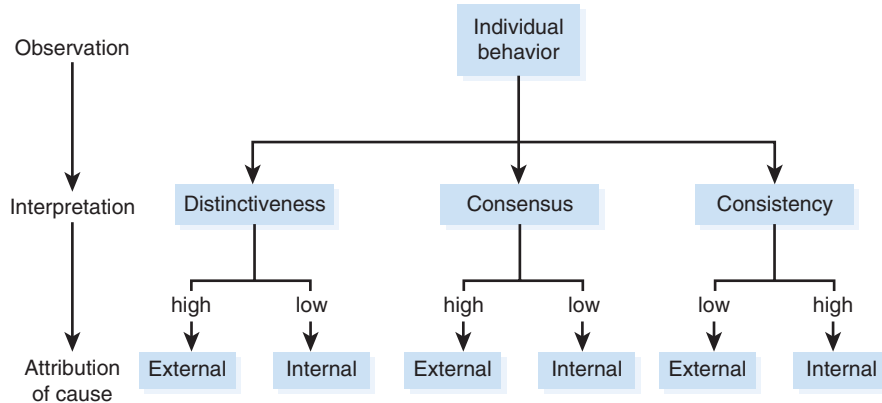 Observation
Individual
behavior
Interpretation
Distinctiveness
Consensus
Consistency
high
low
high
low
low
high
Attribution
of cause
External
Internal
External
Internal
External
Internal